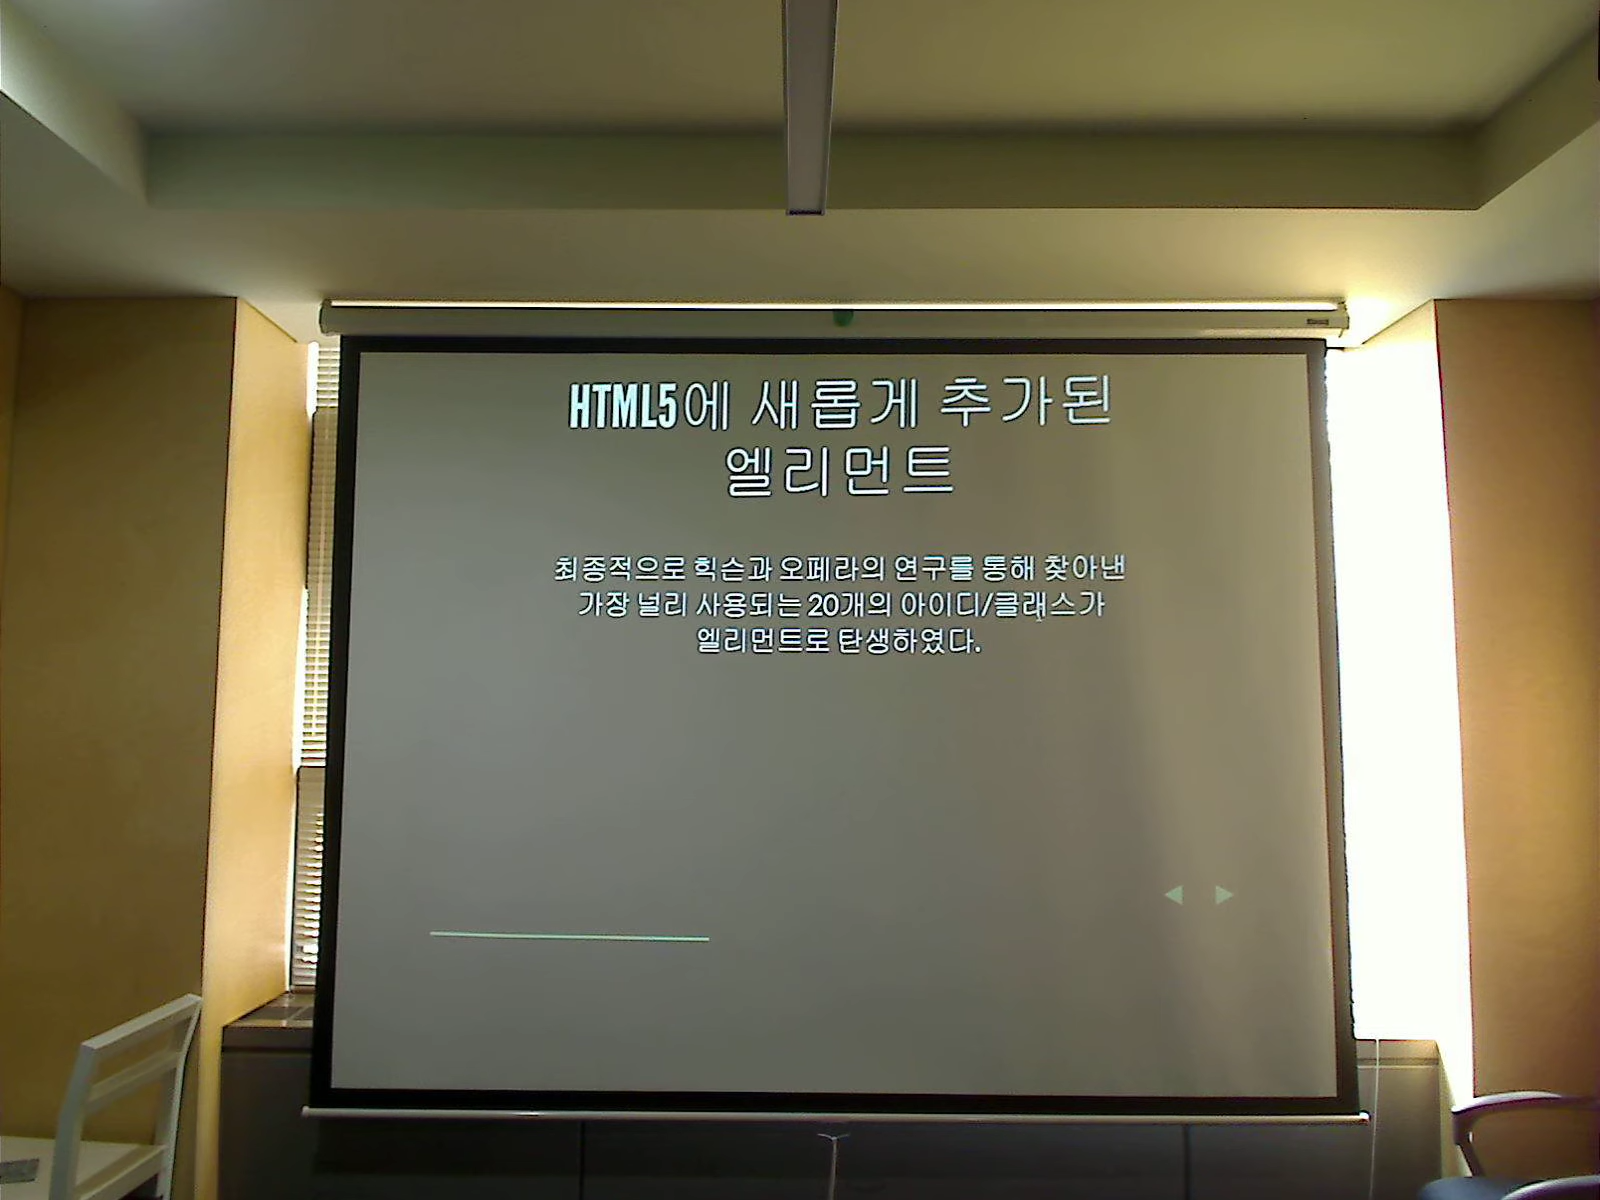 HTML5에 새롭게 추가된
엘리먼트
최종적으로 힉슨과 오페라의 연구를 통해 찾아낸
가장 널리 사용되는 20개의 아이디/클래스가
엘리먼트로 탄생하였다.